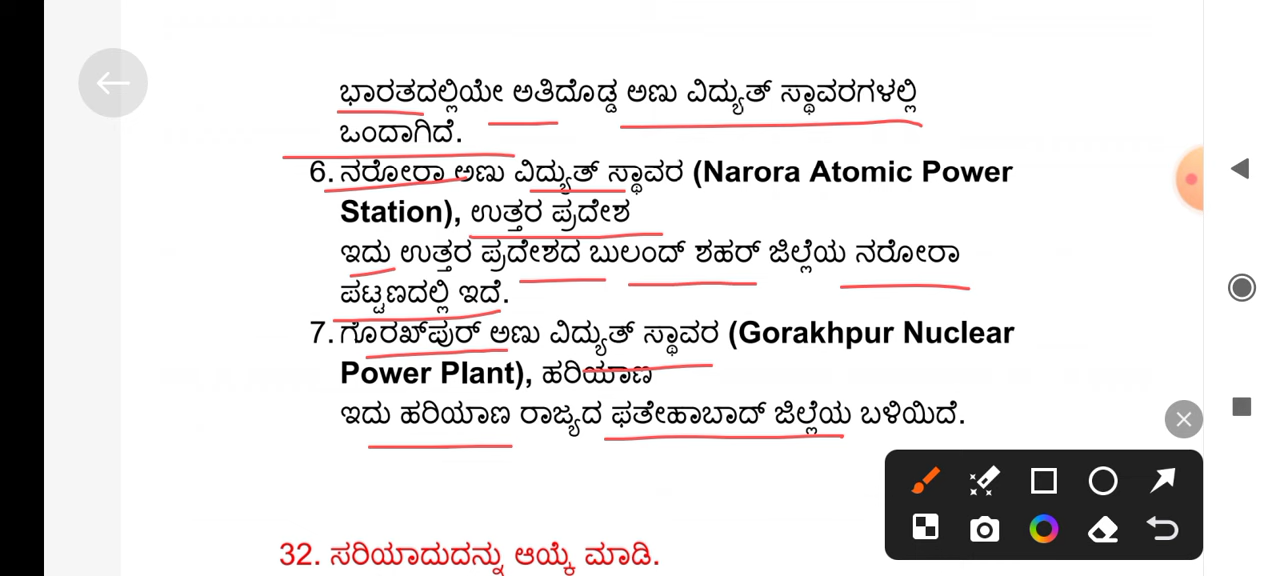 ಭಾರತದಲ್ಲಿಯೇ ಅತಿದೊಡ್ಡ ಅಣು ವಿದ್ಯುತ್ ಸ್ಥಾವರಗಳಲ್ಲಿ
ಒಂದಾಗಿದೆ.
6. ನರೋರಾ ಅಣು ವಿದ್ಯುತ್ ಸ್ಥಾವರ (Narora Atomic Power
Station), ಉತ್ತರ ಪ್ರದೇಶ
ಇದು ಉತ್ತರ ಪ್ರದೇಶದ ಬುಲಂದ್ ಶಹರ್ ಜಿಲ್ಲೆಯ ನರೋರಾ
ಪಟ್ಟಣದಲ್ಲಿ ಇದೆ.
7. ಗೊರಖ್‌ಪುರ್ ಅಣು ವಿದ್ಯುತ್ ಸ್ಥಾವರ (Gorakhpur Nuclear
Power Plant), ಹರಿಯಾಣ
ಇದು ಹರಿಯಾಣ ರಾಜ್ಯದ ಫತೇಹಾಬಾದ್ ಜಿಲ್ಲೆಯ ಬಳಿಯಿದೆ.
32. ಸರಿಯಾದುದನ್ನು ಆಯ್ಕೆ ಮಾಡಿ.